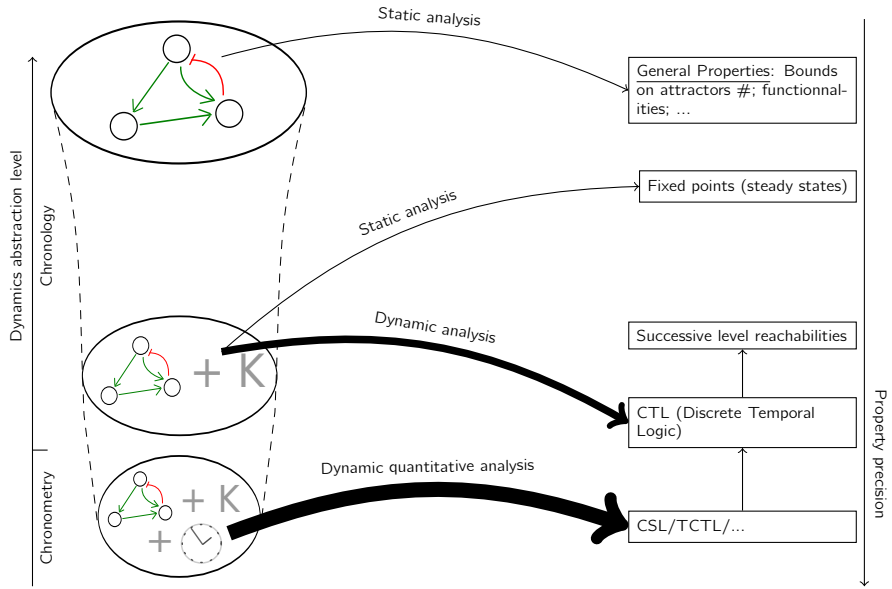 Static analysis
General Properties: Bounds
on attractors #; functionnal-
ities; ...
Static analysis
Fixed points (steady states)
Dynamics abstraction level
Chronology
Dynamic analysis
Successive level reachabilities
+ K
CTL (Discrete Temporal
Logic)
Property precision
Chronometry
Dynamic quantitative analysis
+ K
+
CSL/TCTL/...